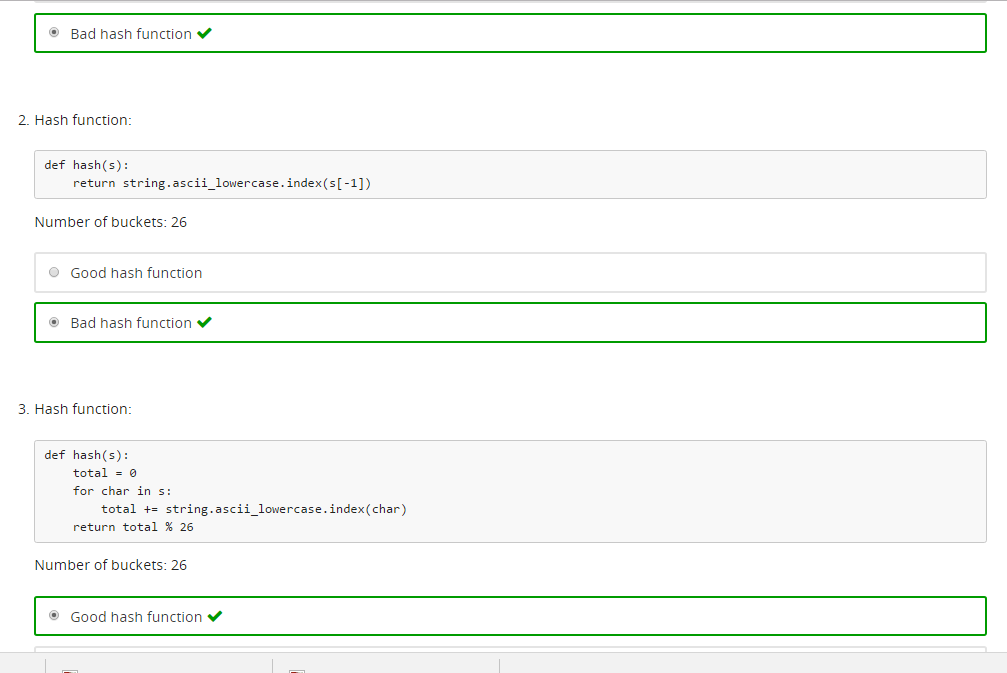 Bad hash function
2. Hash function:
def hash(s):
    return string.ascii_lowercase.index(s[-1])
Number of buckets: 26
Good hash function
Bad hash function
3. Hash function:
def hash(s):
    total = 0
    for char in s:
        total += string.ascii_lowercase.index(char)
    return total % 26
Number of buckets: 26
Good hash function